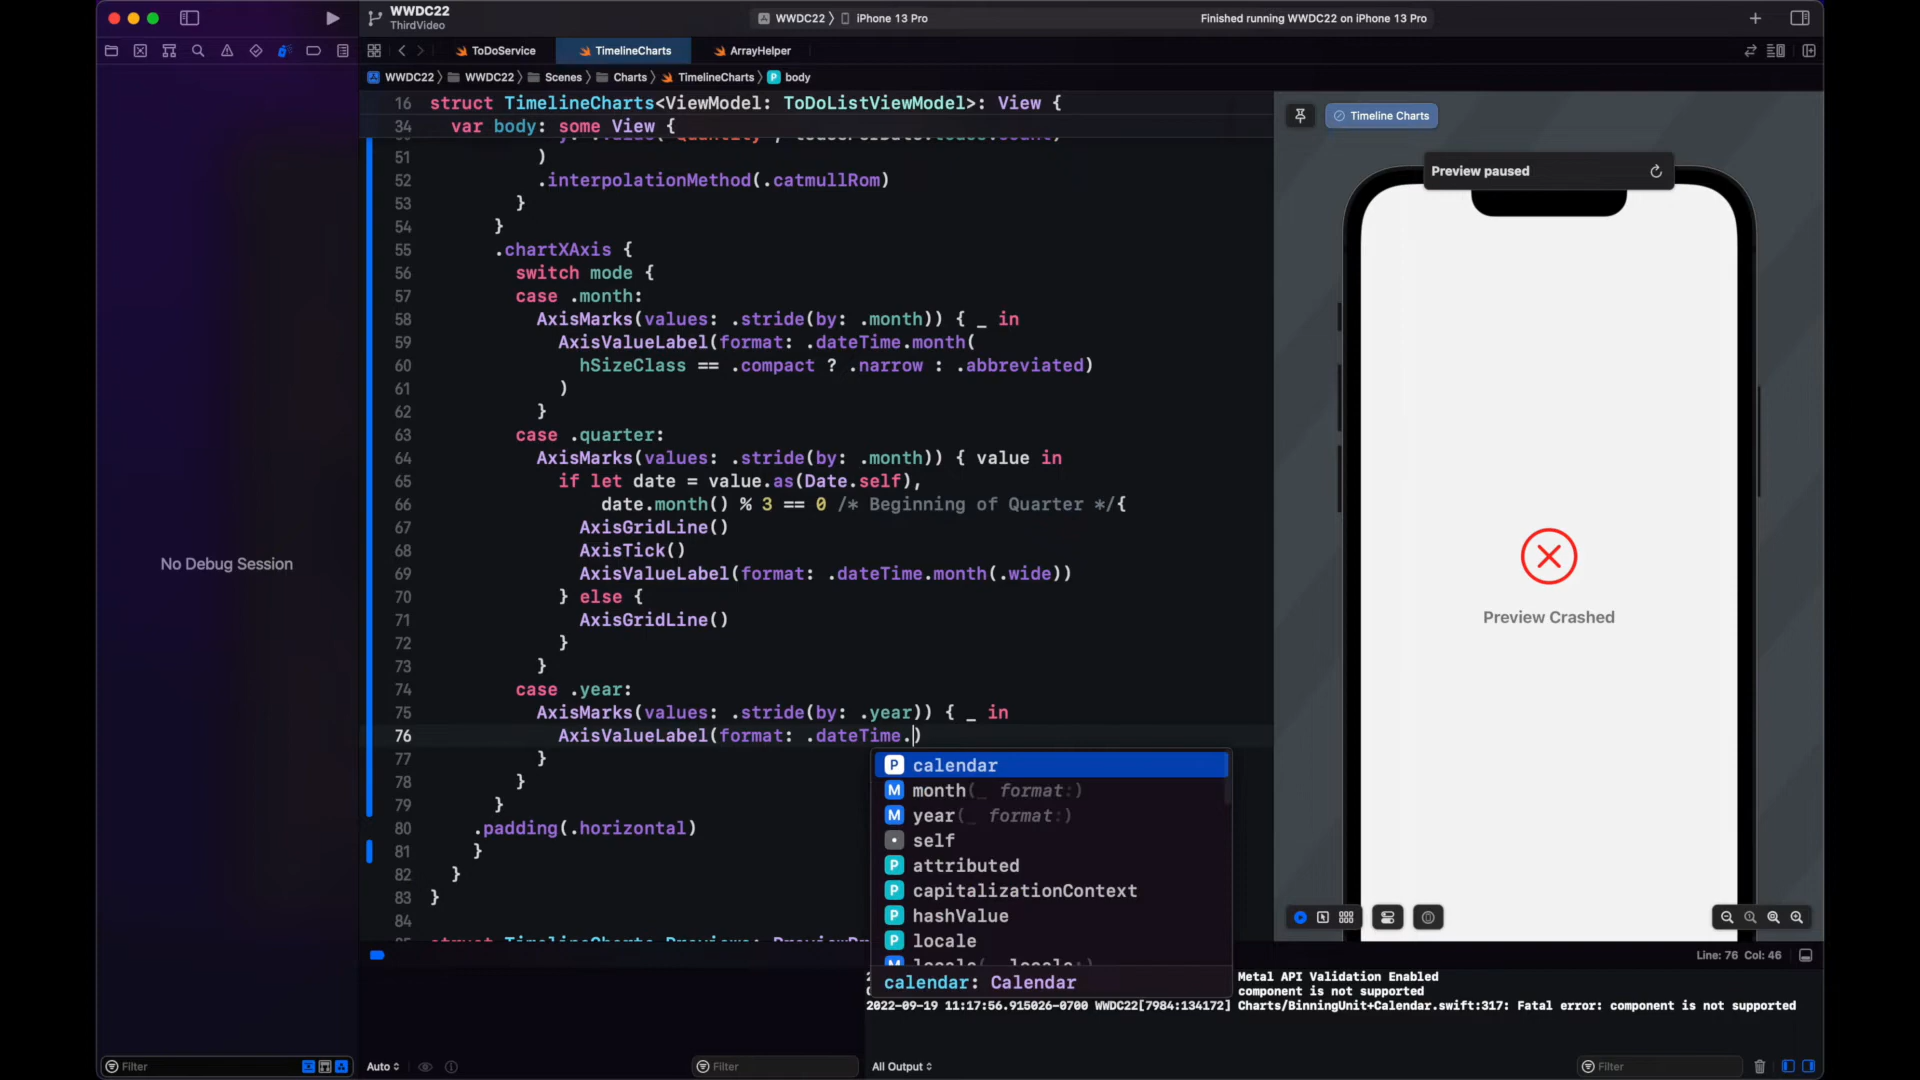 WWDC22
ThirdVideo
WWDC22 〉 iPhone 13 Pro
Finished running WWDC22 on iPhone 13 Pro
ToDoService
TimelineCharts
ArrayHelper
WWDC22 〉 WWDC22 〉 Scenes 〉 Charts 〉 TimelineCharts 〉 P body
16 struct TimelineCharts<ViewModel: ToDoListViewModel>: View {
34 var body: some View {
51 )
52 .interpolationMethod(.catmullRom)
53 }
54 }
55 .chartXAxis {
56 switch mode {
57 case .month:
58 AxisMarks(values: .stride(by: .month)) { _ in
59 AxisValueLabel(format: .dateTime.month(
60 hSizeClass == .compact ? .narrow : .abbreviated)
61 )
62 }
63 case .quarter:
64 AxisMarks(values: .stride(by: .month)) { value in
65 if let date = value.as(Date.self),
66 date.month() % 3 == 0 /* Beginning of Quarter */{
67 AxisGridLine()
68 AxisTick()
69 AxisValueLabel(format: .dateTime.month(.wide))
70 } else {
71 AxisGridLine()
72 }
73 }
74 case .year:
75 AxisMarks(values: .stride(by: .year)) { _ in
76 AxisValueLabel(format: .dateTime.)
77 }
78 }
79 }
80 .padding(.horizontal)
81 }
82 }
83 }
84
P calendar
M month(_ format:)
M year(_ format:)
self
P attributed
P capitalizationContext
P hashValue
P locale
calendar: Calendar
No Debug Session
Timeline Charts
Preview paused
Preview Crashed
Line: 76 Col: 46
Metal API Validation Enabled
component is not supported
2022-09-19 11:17:56.915026-0700 WWDC22[7984:134172] Charts/BinningUnit+Calendar.swift:317: Fatal error: component is not supported
Filter
Auto
Filter
All Output
Filter